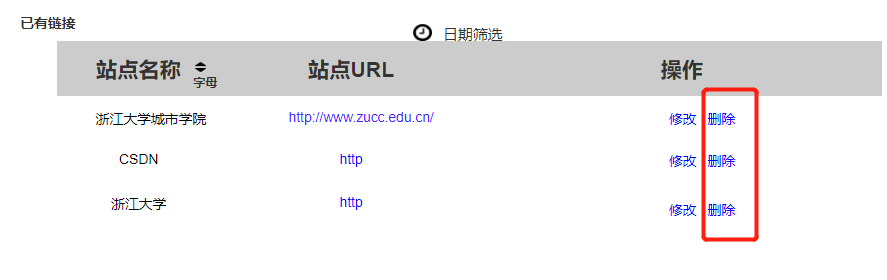 已有链接
日期筛选
站点名称 字母 站点URL 操作
浙江大学城市学院 http://www.zucc.edu.cn/ 修改 删除
CSDN http 修改 删除
浙江大学 http 修改 删除